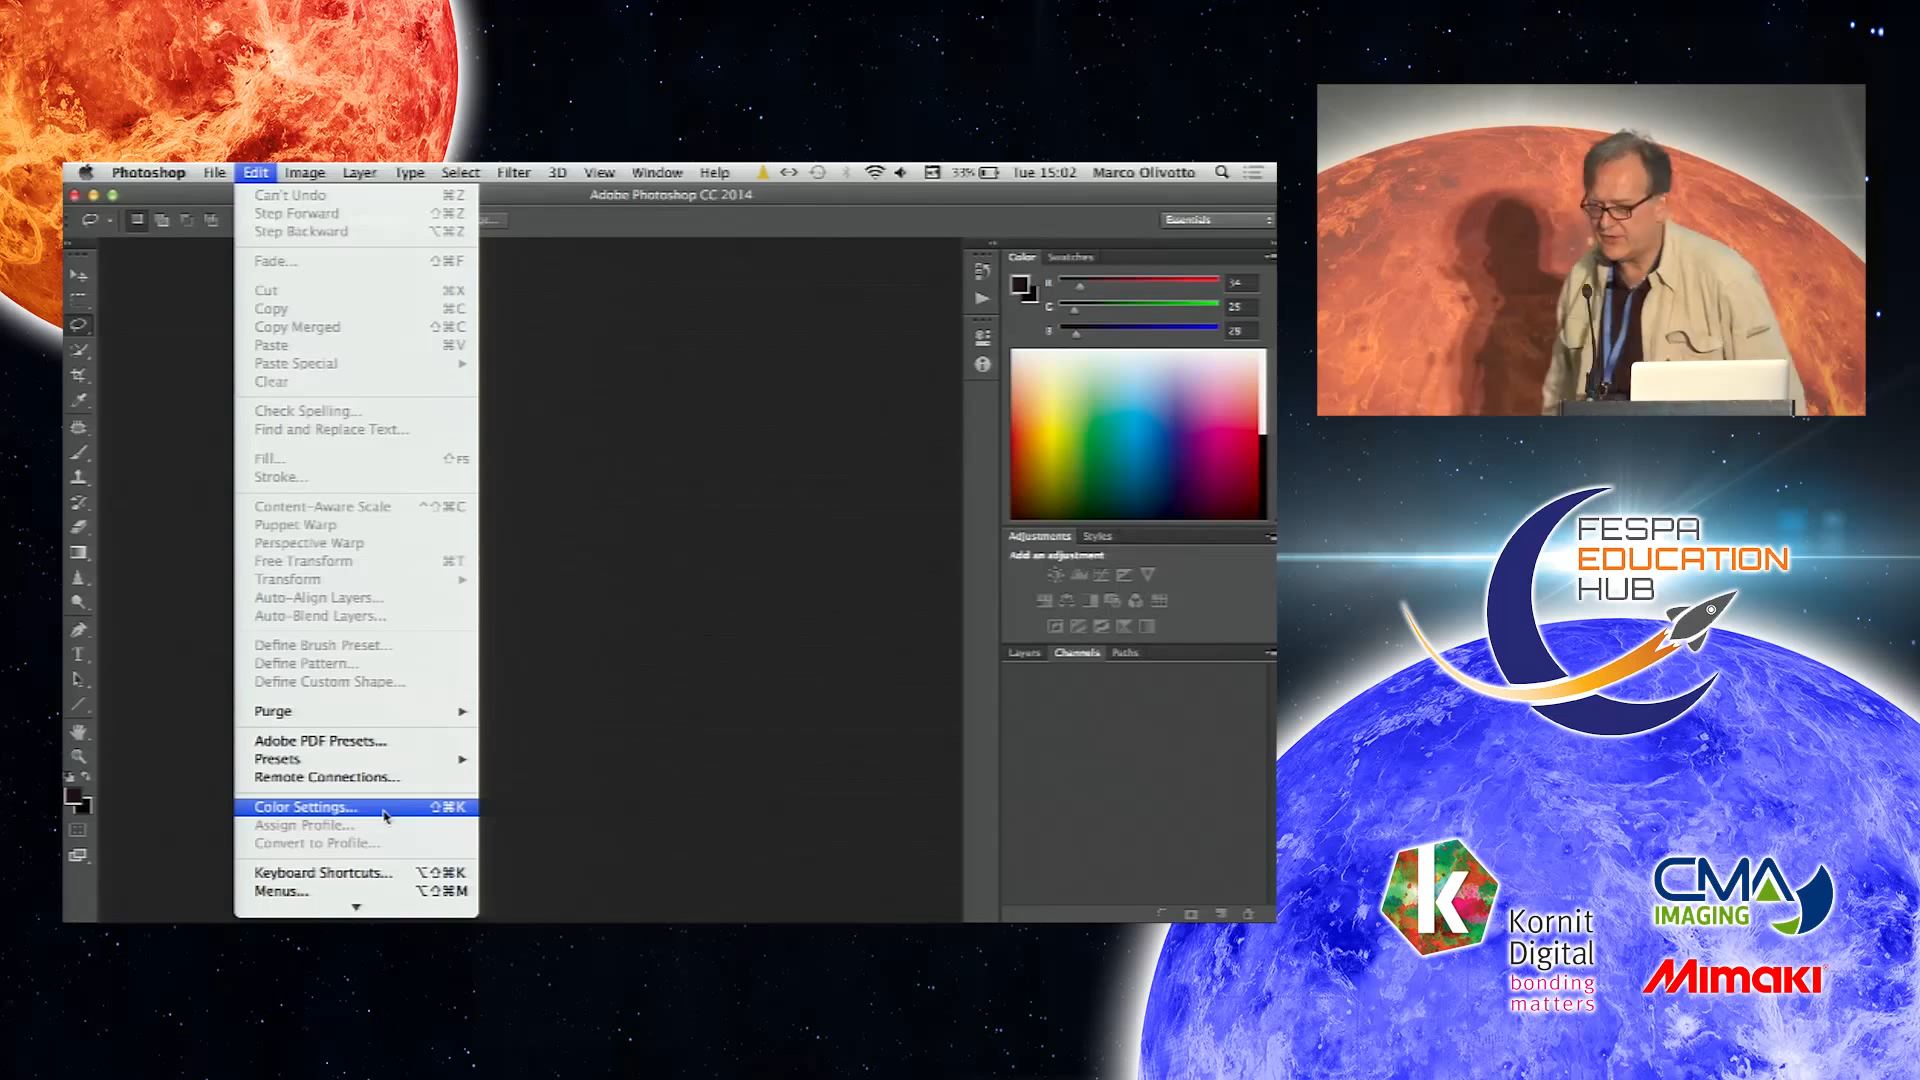 Photoshop File Edit Image Layer Type Select Filter 3D View Window Help 33% Tue 15:02 Marco Olivotto
Adobe Photoshop CC 2014
Essentials
Can't Undo ⌘Z
Step Forward ⇧⌘Z
Step Backward ⌥⌘Z
Fade... ⇧⌘F
Cut ⌘X
Copy ⌘C
Copy Merged ⇧⌘C
Paste ⌘V
Paste Special
Clear
Check Spelling...
Find and Replace Text...
Fill... ⇧F5
Stroke...
Content-Aware Scale ⌃⇧⌘C
Puppet Warp
Perspective Warp
Free Transform ⌘T
Transform
Auto-Align Layers...
Auto-Blend Layers...
Define Brush Preset...
Define Pattern...
Define Custom Shape...
Purge
Adobe PDF Presets...
Presets
Remote Connections...
Color Settings... ⇧⌘K
Assign Profile...
Convert to Profile...
Keyboard Shortcuts... ⌥⇧⌘K
Menus... ⌥⇧⌘M
Color Swatches
R 34
G 25
B 29
Adjustments Styles
Add an adjustment
Layers Channels Paths
FESPA
EDUCATION
HUB
k
Kornit
Digital
bonding
matters
CMA
IMAGING
Mimaki